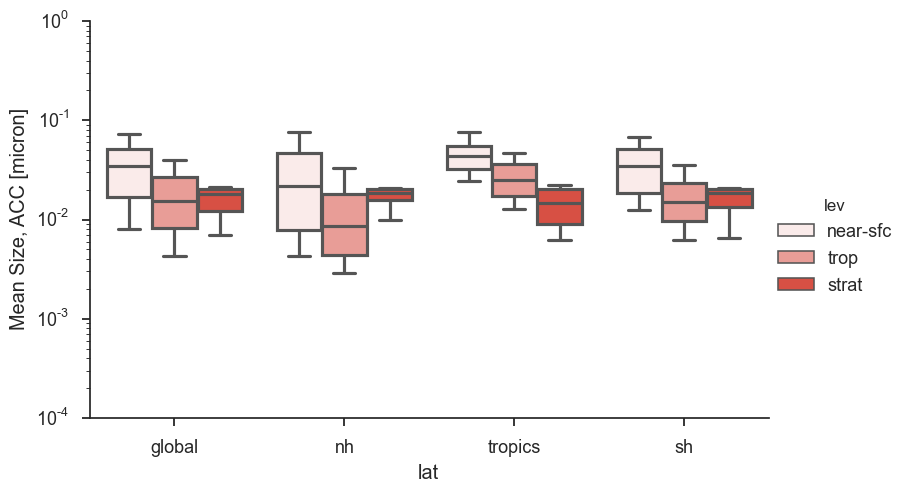 Mean Size, ACC [micron]
10^0
10^-1
10^-2
10^-3
10^-4
global
nh
tropics
sh
lat
lev
near-sfc
trop
strat